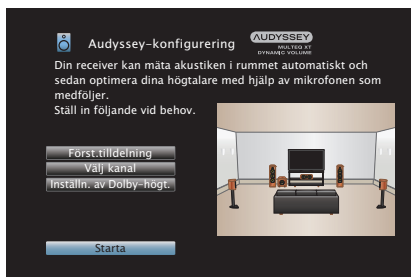 Audyssey-konfigurering
AUDYSSEY
MULTEQ XT
DYNAMIC VOLUME
Din receiver kan mäta akustiken i rummet automatiskt och
sedan optimera dina högtalare med hjälp av mikrofonen som
medföljer.
Ställ in följande vid behov.
Först.tilldelning
Välj kanal
Inställn. av Dolby-högt.
Starta